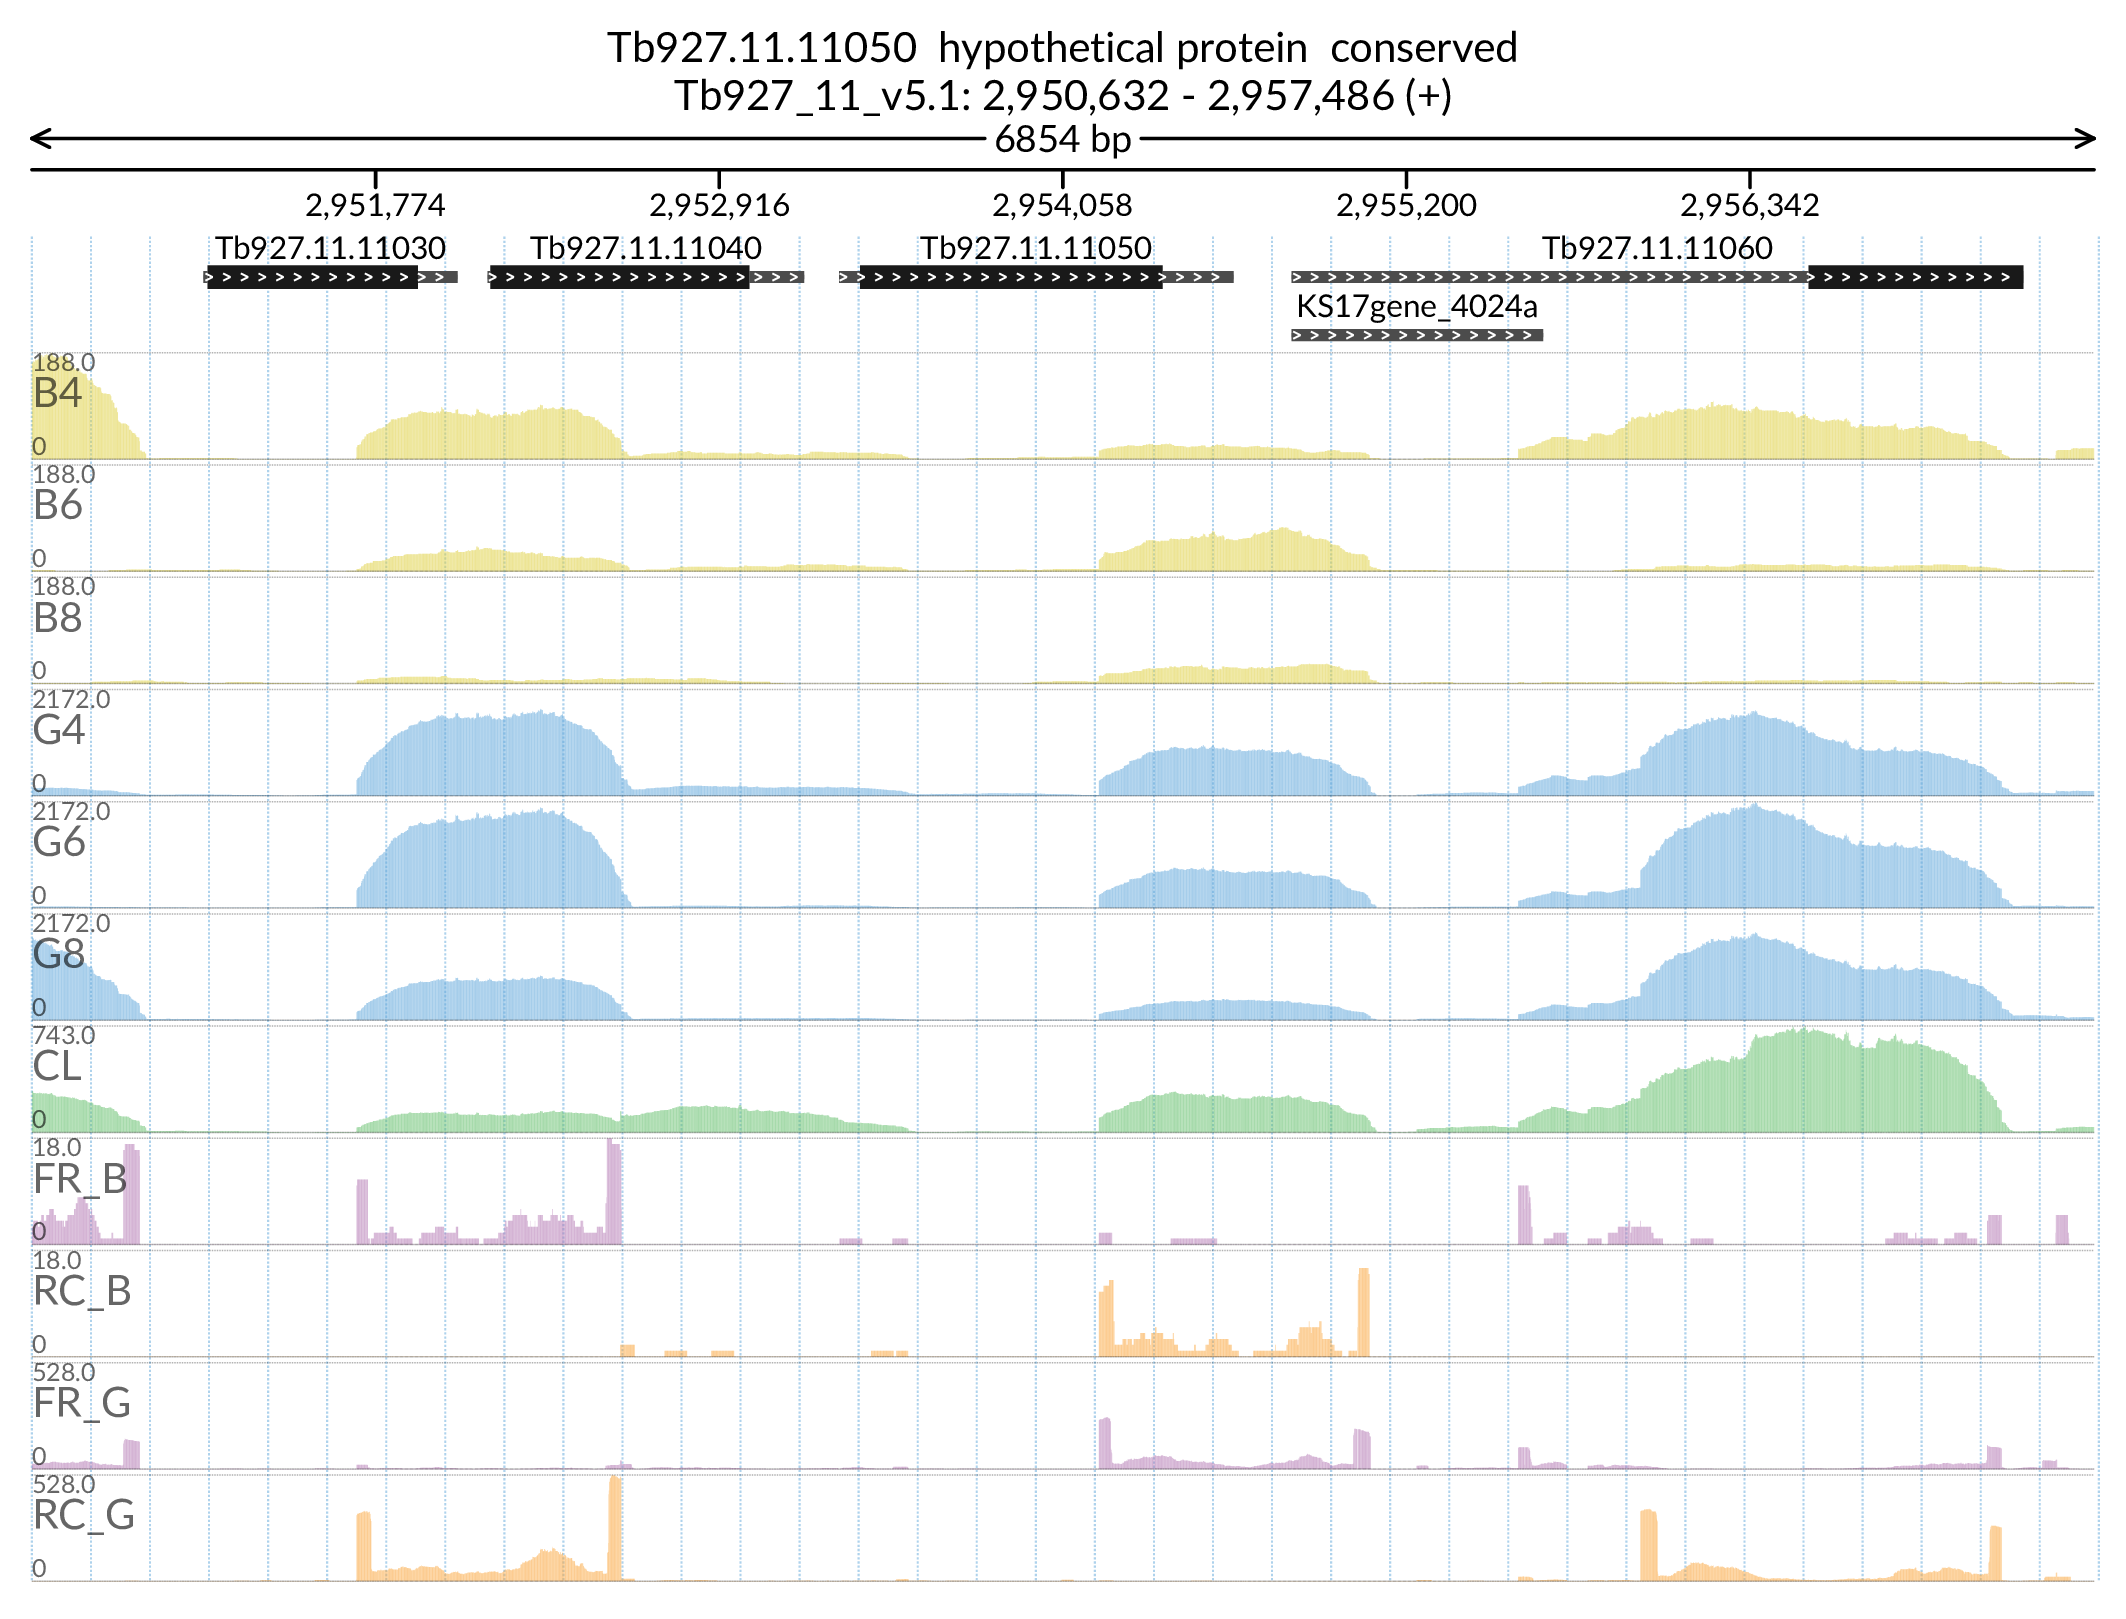 Tb927.11.11050 hypothetical protein conserved
Tb927_11_v5.1: 2,950,632 - 2,957,486 (+)
6854 bp
2,951,774 2,952,916 2,954,058 2,955,200 2,956,342
Tb927.11.11030 Tb927.11.11040 Tb927.11.11050 Tb927.11.11060
KS17gene_4024a
188.0
B4
0
188.0
B6
0
188.0
B8
0
2172.0
G4
0
2172.0
G6
0
2172.0
G8
0
743.0
CL
0
18.0
FR_B
0
18.0
RC_B
0
528.0
FR_G
0
528.0
RC_G
0